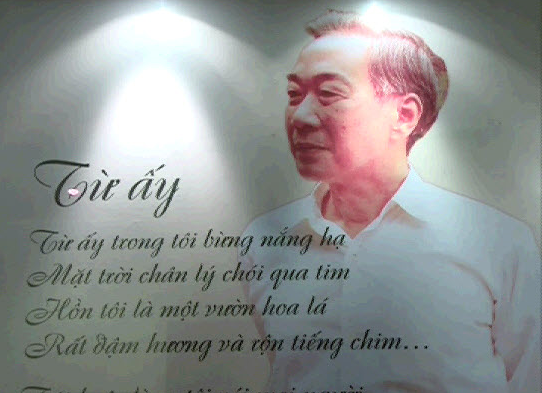 Từ ấy
Từ ấy trong tôi bừng nắng hạ
Mặt trời chân lý chói qua tim
Hồn tôi là một vườn hoa lá
Rất đậm hương và rộn tiếng chim...